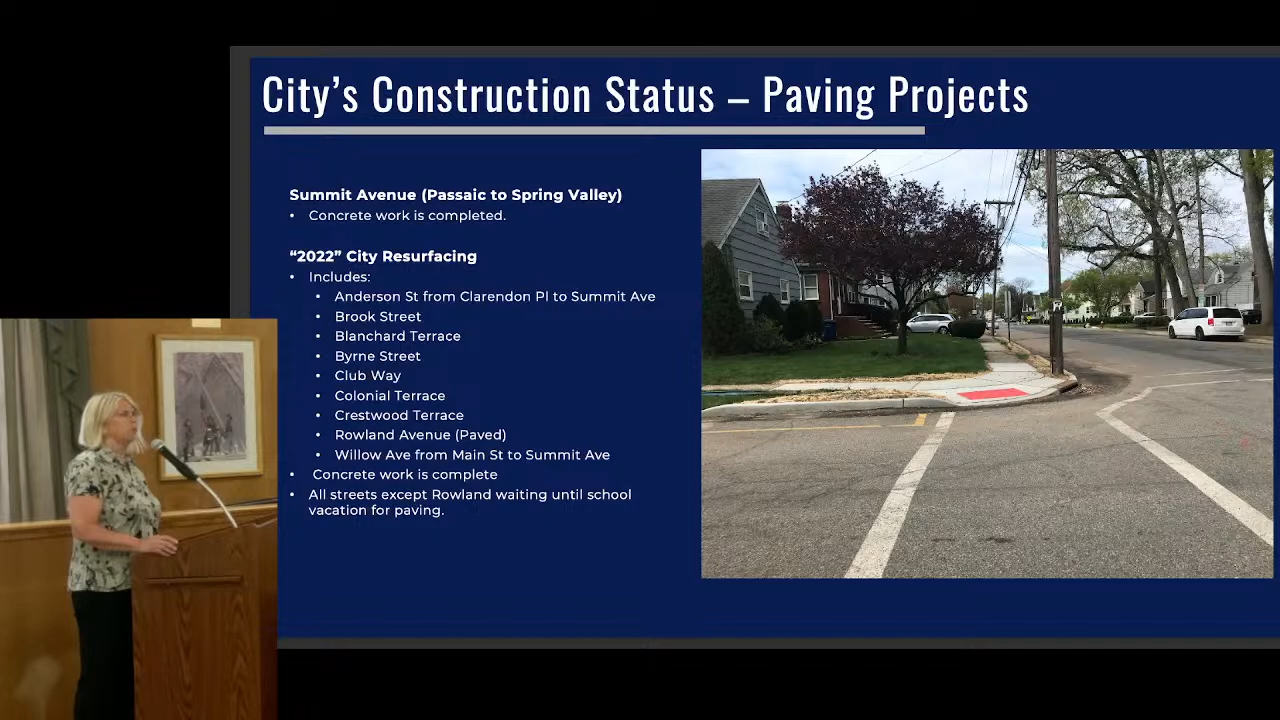 City's Construction Status – Paving Projects
Summit Avenue (Passaic to Spring Valley)
• Concrete work is completed.
“2022” City Resurfacing
• Includes:
• Anderson St from Clarendon Pl to Summit Ave
• Brook Street
• Blanchard Terrace
• Byrne Street
• Club Way
• Colonial Terrace
• Crestwood Terrace
• Rowland Avenue (Paved)
• Willow Ave from Main St to Summit Ave
• Concrete work is complete
• All streets except Rowland waiting until school
vacation for paving.